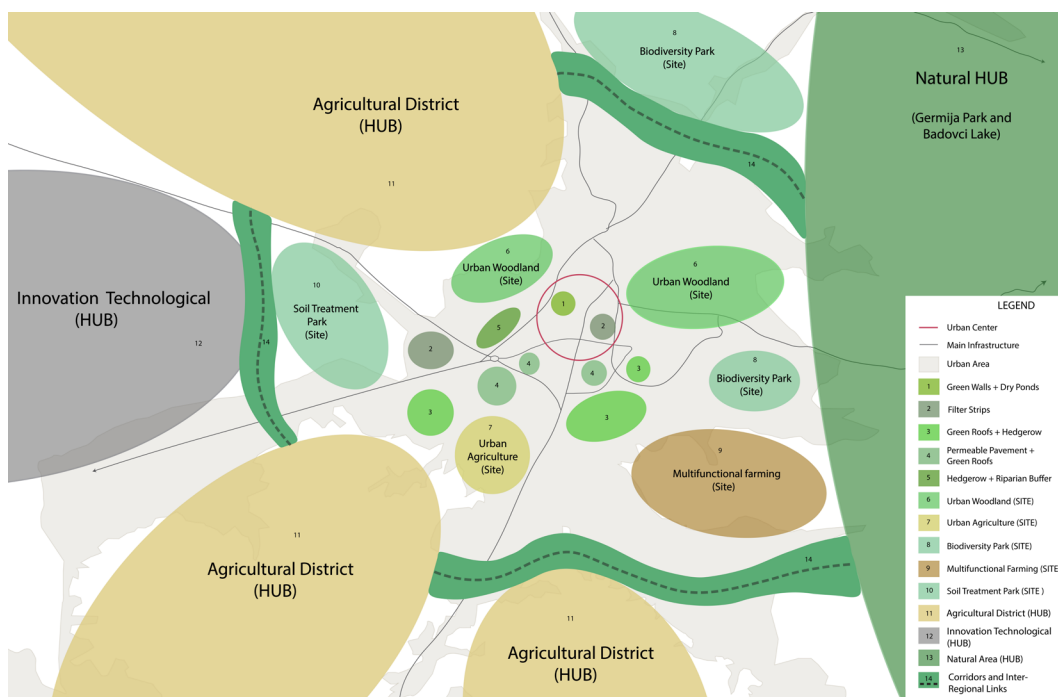 8
Biodiversity Park
(Site)
13
Natural HUB
(Germija Park and
Badovci Lake)
Agricultural District
(HUB)
11
14
6
Urban Woodland
(Site)
6
Urban Woodland
(Site)
10
Soil Treatment
Park
(Site)
Innovation Technological
(HUB)
12
14
1
2
5
2
4
4
4
3
3
3
8
Biodiversity Park
(Site)
7
Urban
Agriculture
(Site)
9
Multifunctional farming
(Site)
11
Agricultural District
(HUB)
14
11
Agricultural District
(HUB)
LEGEND
Urban Center
Main Infrastructure
Urban Area
1 Green Walls + Dry Ponds
2 Filter Strips
3 Green Roofs + Hedgerow
4 Permeable Pavement +
Green Roofs
5 Hedgerow + Riparian Buffer
6 Urban Woodland (SITE)
7 Urban Agriculture (SITE)
8 Biodiversity Park (SITE)
9 Multifunctional Farming (SITE
10 Soil Treatment Park (SITE )
11 Agricultural District (HUB)
12 Innovation Technological
(HUB)
13 Natural Area (HUB)
14 Corridors and Inter-
Regional Links